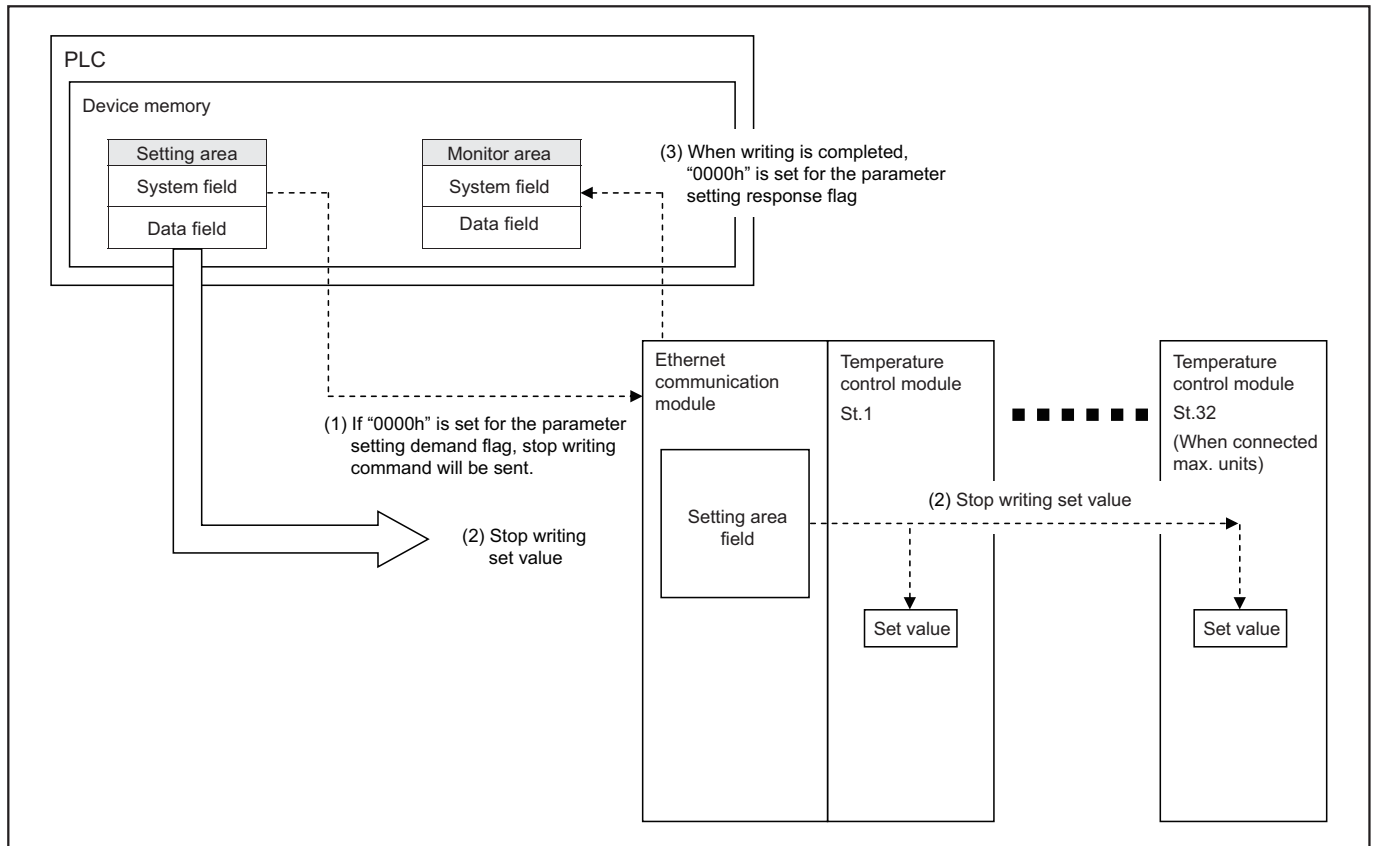 PLC
Device memory
Setting area
System field
Data field
Monitor area
System field
Data field
(3) When writing is completed,
“0000h” is set for the parameter
setting response flag
(1) If “0000h” is set for the parameter
setting demand flag, stop writing
command will be sent.
(2) Stop writing
set value
Ethernet
communication
module
Setting area
field
Temperature
control module
St.1
Temperature
control module
St.32
(When connected
max. units)
(2) Stop writing set value
Set value
Set value